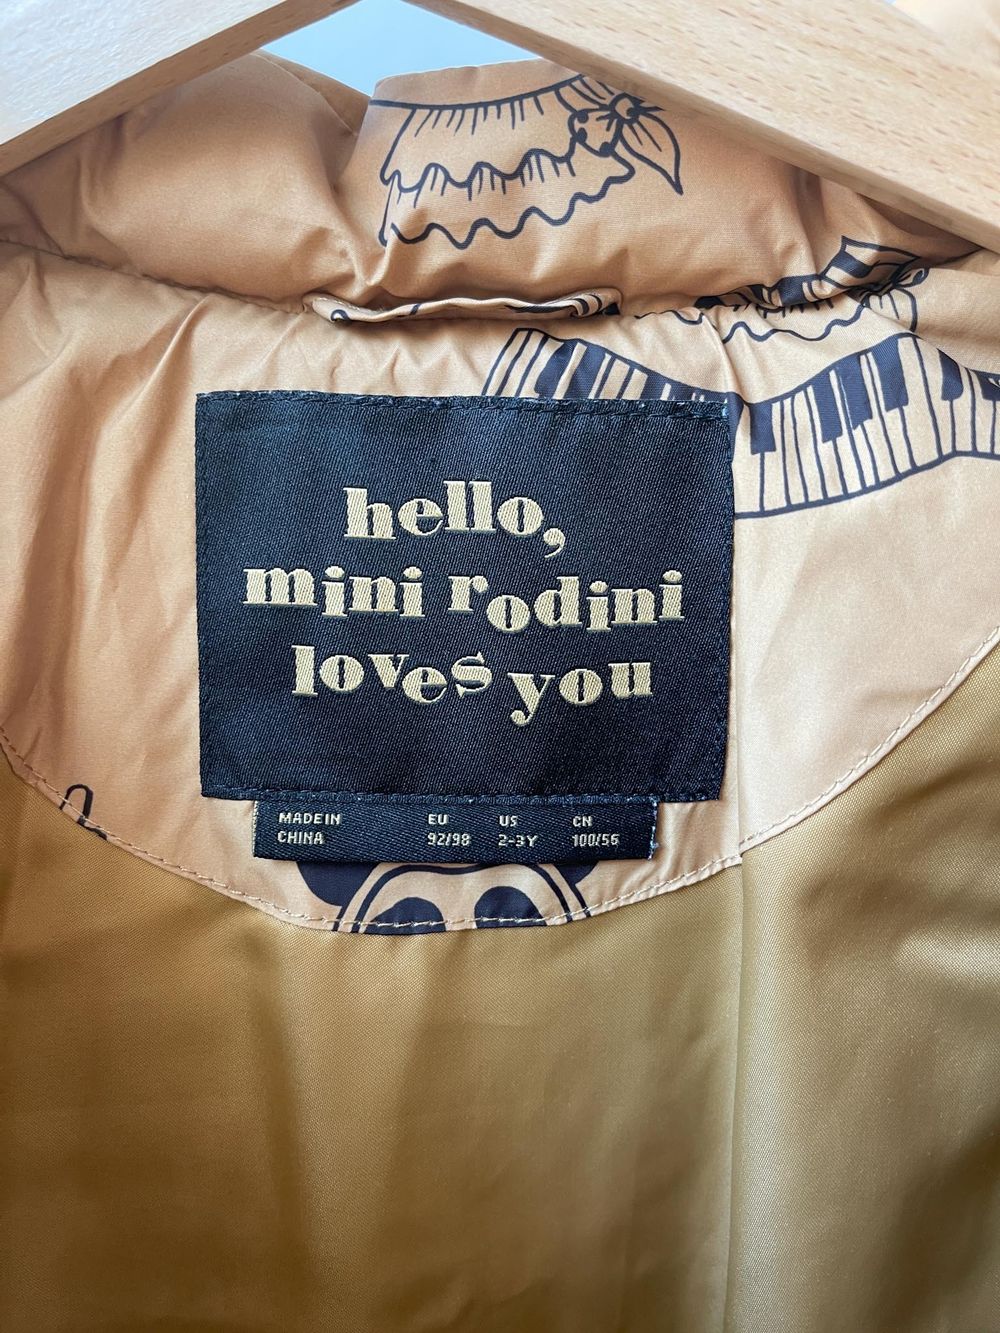 hello,
mini rodini
loves you
MADE IN EU US CN
CHINA 92/98 2-3Y 100/56